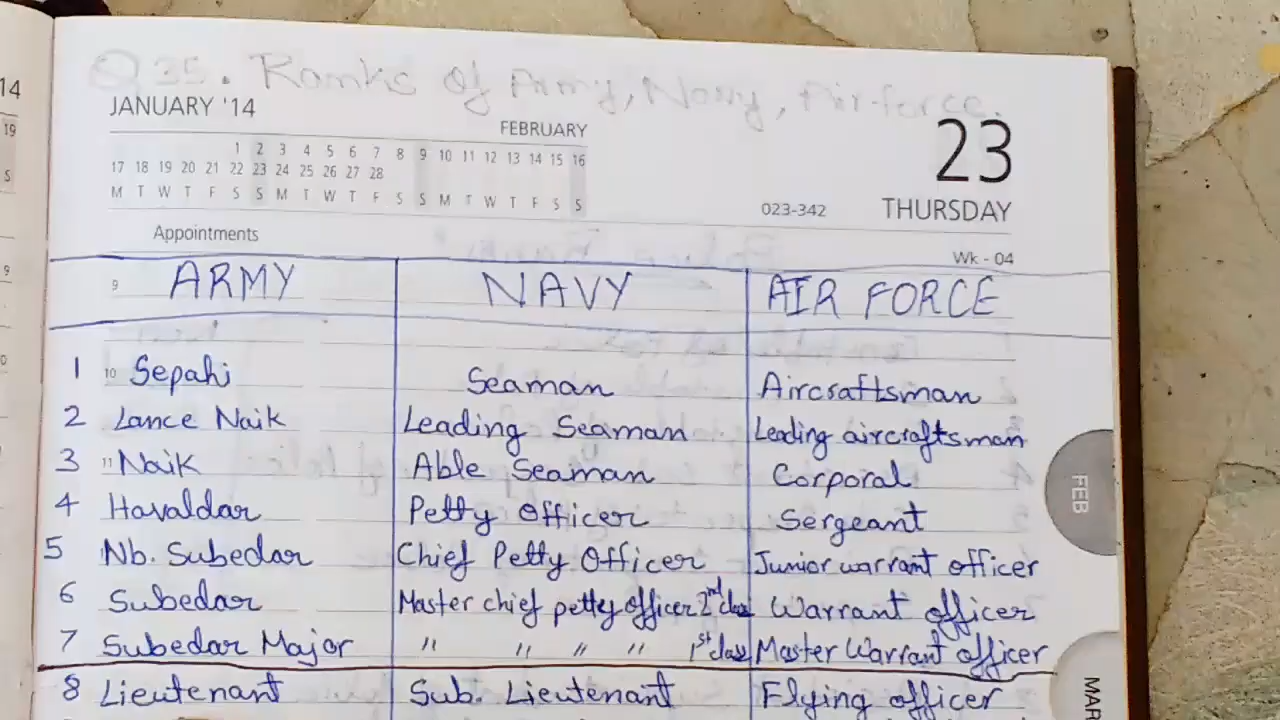 14
19
S
9
0
Q 35. Ranks of Army, Navy, Air-force.
JANUARY '14
FEBRUARY
1 2 3 4 5 6 7 8 9 10 11 12 13 14 15 16
17 18 19 20 21 22 23 24 25 26 27 28
M T W T F S S M T W T F S S M T W T F S S
23
023-342 THURSDAY
Appointments
Wk - 04
9 ARMY NAVY AIR FORCE
1 10 Sepahi Seaman Aircraftsman
2 Lance Naik Leading Seaman Leading aircraftsman
3 11 Naik Able Seaman Corporal
4 Havaldar Petty Officer Sergeant
5 Nb. Subedar Chief Petty Officer Junior warrant officer
6 Subedar Master chief petty officer 2nd class Warrant officer
7 Subedar Major " " " " 1st class Master Warrant officer
8 Lieutenant Sub. Lieutenant Flying officer
FEB
MAR